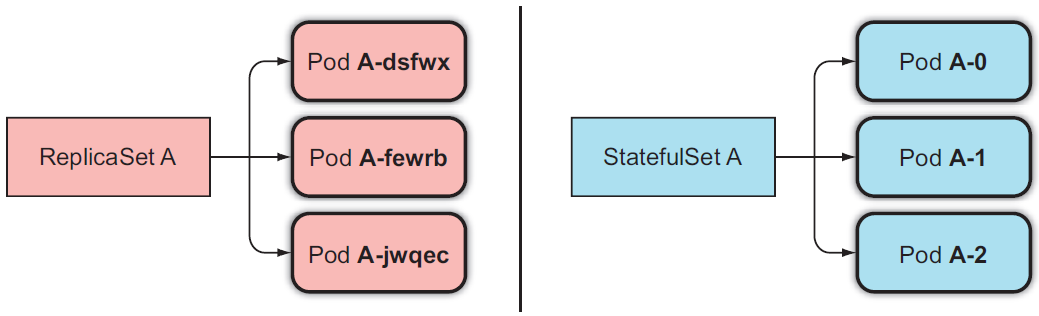 ReplicaSet A
Pod A-dsfwx
Pod A-fewrb
Pod A-jwqec
StatefulSet A
Pod A-0
Pod A-1
Pod A-2